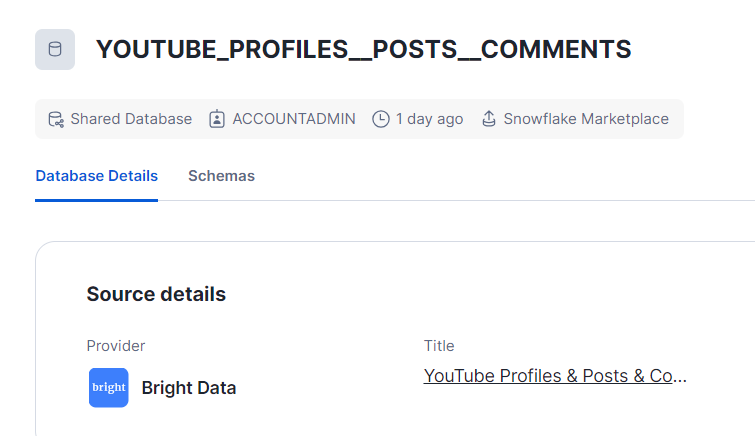 YOUTUBE_PROFILES__POSTS__COMMENTS
Shared Database ACCOUNTADMIN 1 day ago Snowflake Marketplace
Database Details Schemas
Source details
Provider Title
bright Bright Data YouTube Profiles & Posts & Co...